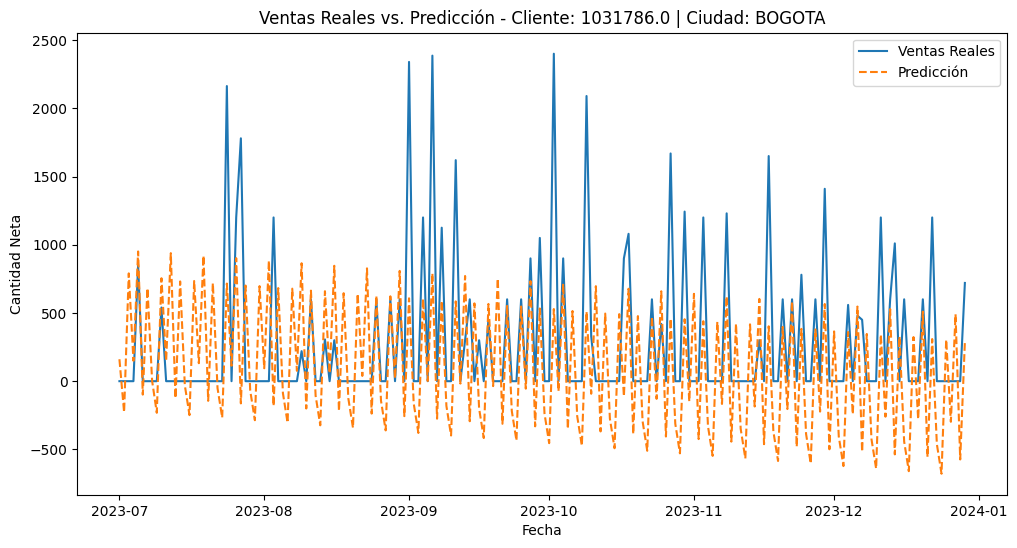 Ventas Reales vs. Predicción - Cliente: 1031786.0 | Ciudad: BOGOTA
Ventas Reales
Predicción
Cantidad Neta
2500
2000
1500
1000
500
0
−500
2023-07 2023-08 2023-09 2023-10 2023-11 2023-12 2024-01
Fecha